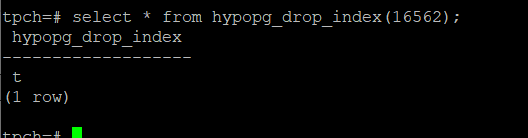 tpch=# select * from hypopg_drop_index(16562);
 hypopg_drop_index
-------------------
 t
(1 row)

tpch=#